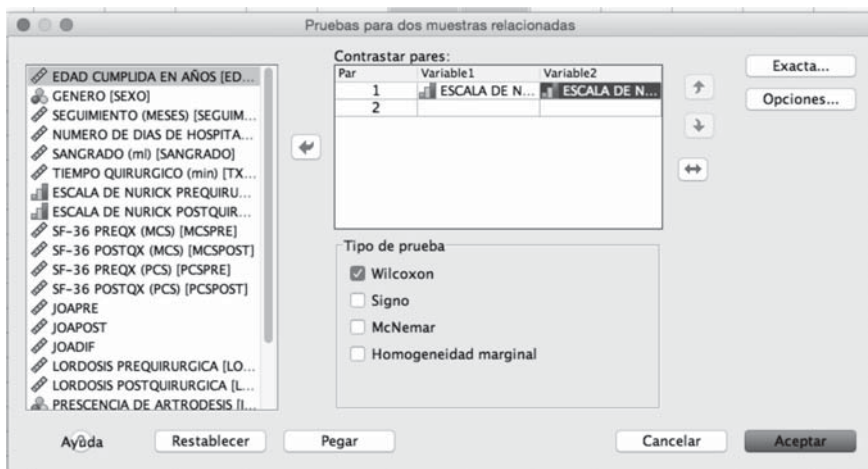 Pruebas para dos muestras relacionadas
EDAD CUMPLIDA EN AÑOS [ED...
GENERO [SEXO]
SEGUIMIENTO (MESES) [SEGUIM...
NUMERO DE DIAS DE HOSPITA...
SANGRADO (ml) [SANGRADO]
TIEMPO QUIRURGICO (min) [TX...
ESCALA DE NURICK PREQUIRU...
ESCALA DE NURICK POSTQUIR...
SF-36 PREQX (MCS) [MCSPRE]
SF-36 POSTQX (MCS) [MCSPOST]
SF-36 PREQX (PCS) [PCSPRE]
SF-36 POSTQX (PCS) [PCSPOST]
JOAPRE
JOAPOST
JOADIF
LORDOSIS PREQUIRURGICA [LO...
LORDOSIS POSTQUIRURGICA [L...
PRESCENCIA DE ARTRODESIS [I...
Contrastar pares:
Par Variable1 Variable2
1 ESCALA DE N... ESCALA DE N...
2
Tipo de prueba
Wilcoxon
Signo
McNemar
Homogeneidad marginal
Exacta...
Opciones...
Ayuda Restablecer Pegar Cancelar Aceptar